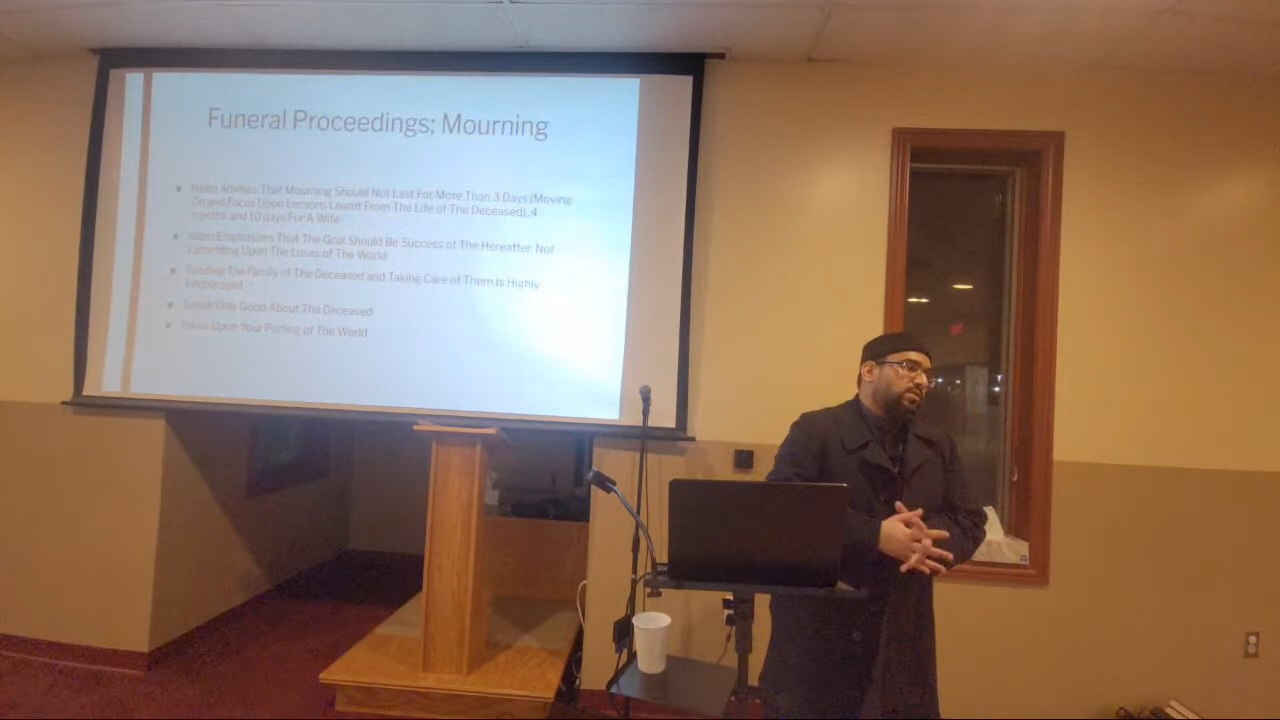 Funeral Proceedings; Mourning
Islam Advises That Mourning Should Not Last For More Than 3 Days (Moving
On and Focus Upon Lessons Learnt From The Life of The Deceased). 4
months and 10 days For A Wife
Islam Emphasizes That The Goal Should Be Success of The Hereafter; Not
Lamenting Upon The Losses of The World
Feeding The Family of The Deceased and Taking Care of Them Is Highly
Encouraged
Speak Only Good About The Deceased
Focus Upon Your Parting of The World